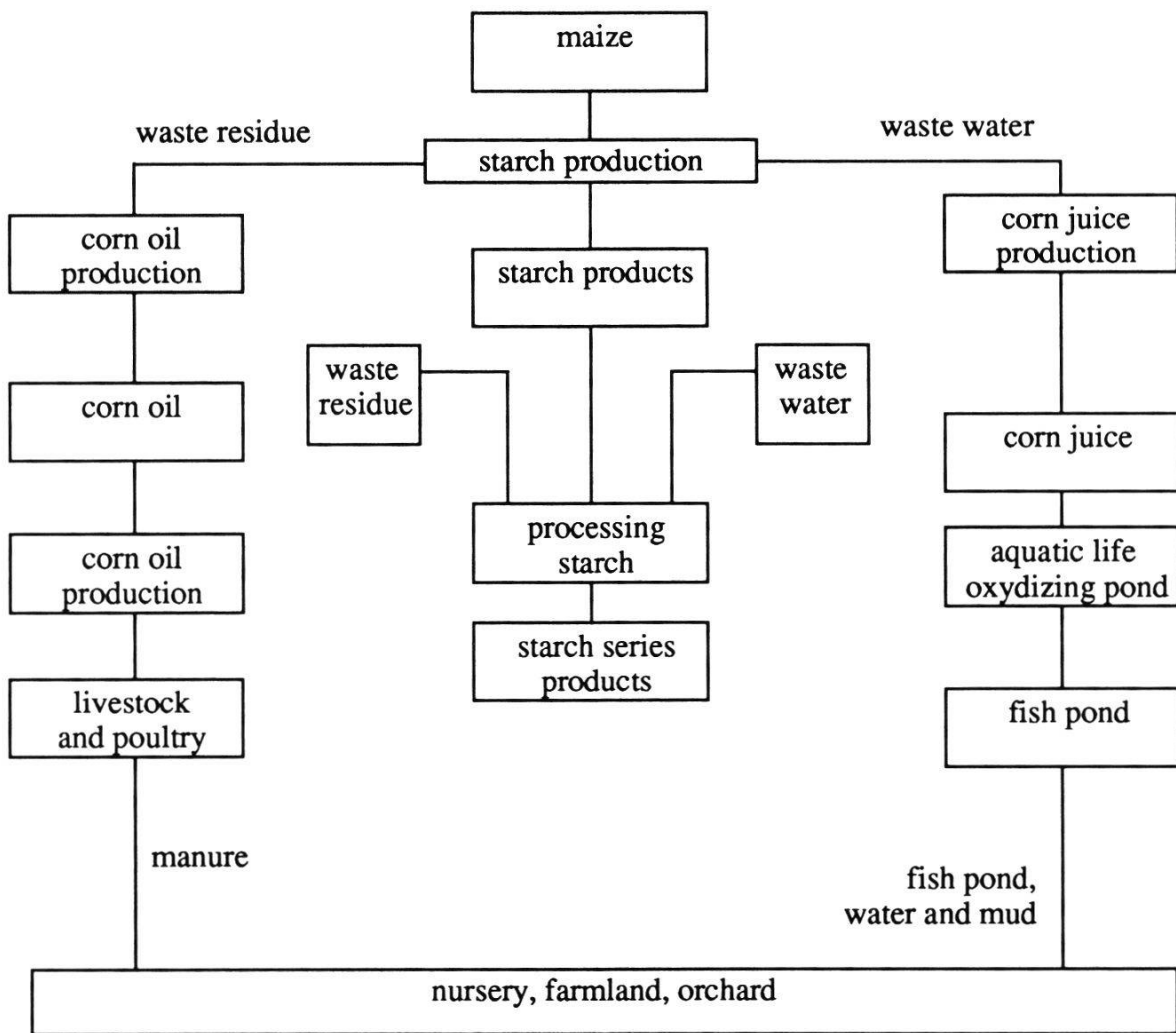 maize
waste residue
waste water
starch production
corn oil
production
starch products
corn juice
production
waste
residue
waste
water
corn oil
corn juice
processing
starch
corn oil
production
aquatic life
oxydizing pond
starch series
products
livestock
and poultry
fish pond
manure
fish pond,
water and mud
nursery, farmland, orchard